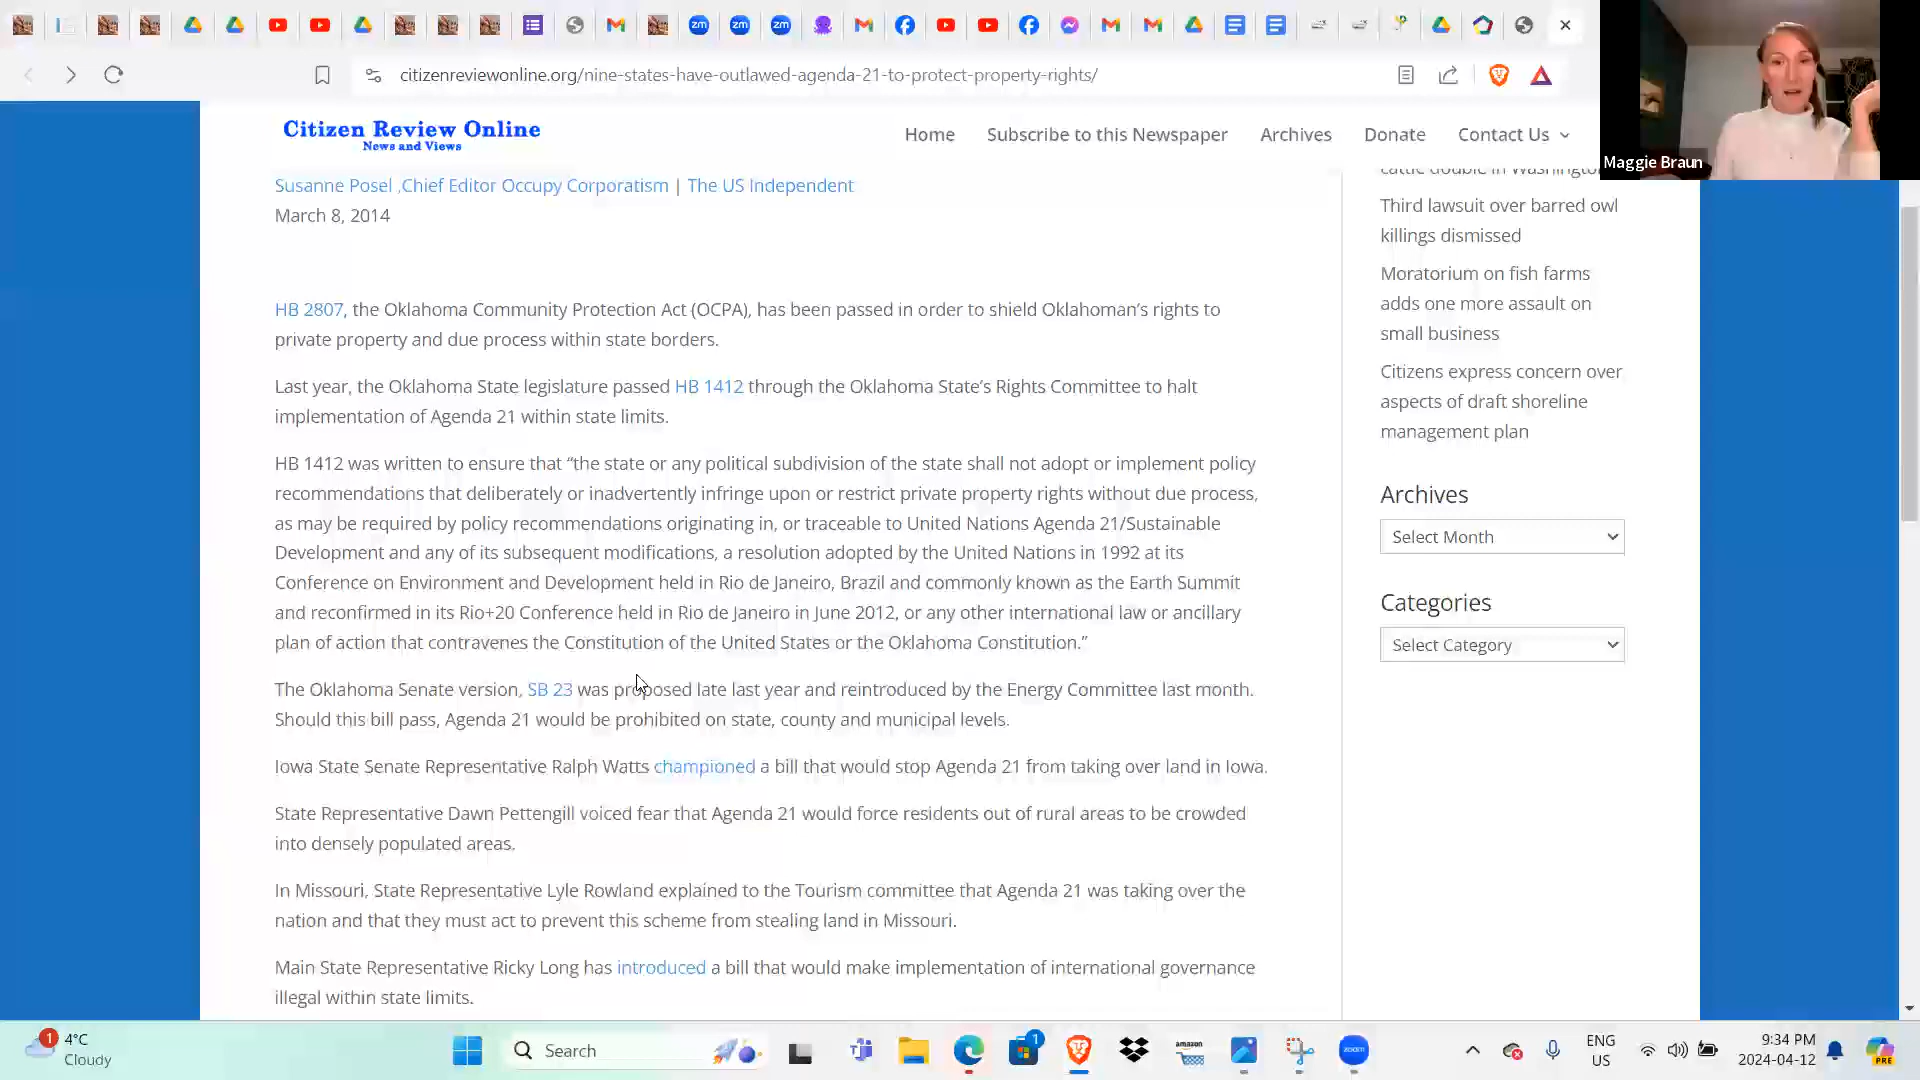 citizenreviewonline.org/nine-states-have-outlawed-agenda-21-to-protect-property-rights/
Maggie Braun
Citizen Review Online
News and Views
Home
Subscribe to this Newspaper
Archives
Donate
Contact Us
Susanne Posel ,Chief Editor Occupy Corporatism | The US Independent
March 8, 2014
HB 2807, the Oklahoma Community Protection Act (OCPA), has been passed in order to shield Oklahoman's rights to
private property and due process within state borders.
Last year, the Oklahoma State legislature passed HB 1412 through the Oklahoma State's Rights Committee to halt
implementation of Agenda 21 within state limits.
HB 1412 was written to ensure that “the state or any political subdivision of the state shall not adopt or implement policy
recommendations that deliberately or inadvertently infringe upon or restrict private property rights without due process,
as may be required by policy recommendations originating in, or traceable to United Nations Agenda 21/Sustainable
Development and any of its subsequent modifications, a resolution adopted by the United Nations in 1992 at its
Conference on Environment and Development held in Rio de Janeiro, Brazil and commonly known as the Earth Summit
and reconfirmed in its Rio+20 Conference held in Rio de Janeiro in June 2012, or any other international law or ancillary
plan of action that contravenes the Constitution of the United States or the Oklahoma Constitution.”
The Oklahoma Senate version, SB 23 was proposed late last year and reintroduced by the Energy Committee last month.
Should this bill pass, Agenda 21 would be prohibited on state, county and municipal levels.
Iowa State Senate Representative Ralph Watts championed a bill that would stop Agenda 21 from taking over land in Iowa.
State Representative Dawn Pettengill voiced fear that Agenda 21 would force residents out of rural areas to be crowded
into densely populated areas.
In Missouri, State Representative Lyle Rowland explained to the Tourism committee that Agenda 21 was taking over the
nation and that they must act to prevent this scheme from stealing land in Missouri.
Main State Representative Ricky Long has introduced a bill that would make implementation of international governance
illegal within state limits.
cattle double in Washington
Third lawsuit over barred owl
killings dismissed
Moratorium on fish farms
adds one more assault on
small business
Citizens express concern over
aspects of draft shoreline
management plan
Archives
Select Month
Categories
Select Category
1
4°C
Cloudy
Search
1
amazon
zoom
ENG
US
9:34 PM
2024-04-12
PRE
zm
zm
zm